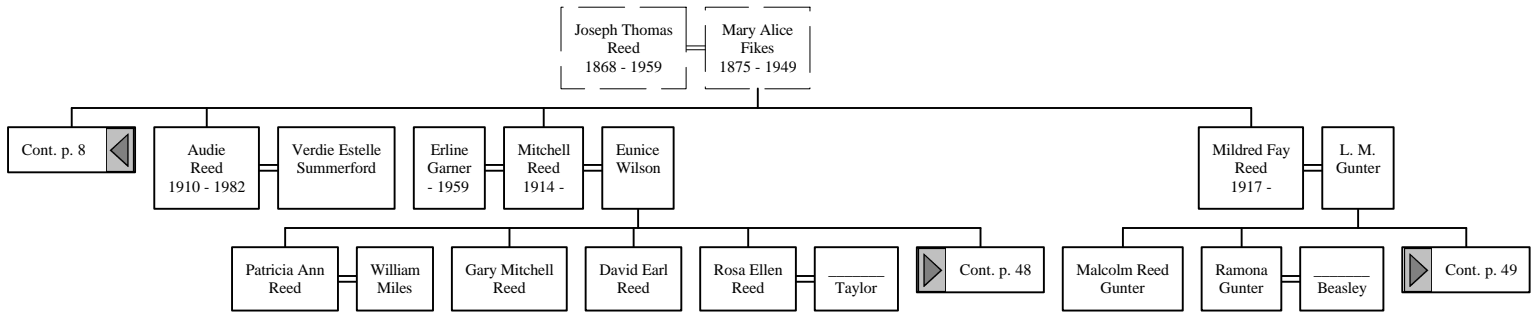 Joseph Thomas
Reed
1868 - 1959
Mary Alice
Fikes
1875 - 1949
Cont. p. 8
Audie
Reed
1910 - 1982
Verdie Estelle
Summerford
Erline
Garner
- 1959
Mitchell
Reed
1914 -
Eunice
Wilson
Mildred Fay
Reed
1917 -
L. M.
Gunter
Patricia Ann
Reed
William
Miles
Gary Mitchell
Reed
David Earl
Reed
Rosa Ellen
Reed
_______
Taylor
Cont. p. 48
Malcolm Reed
Gunter
Ramona
Gunter
_______
Beasley
Cont. p. 49